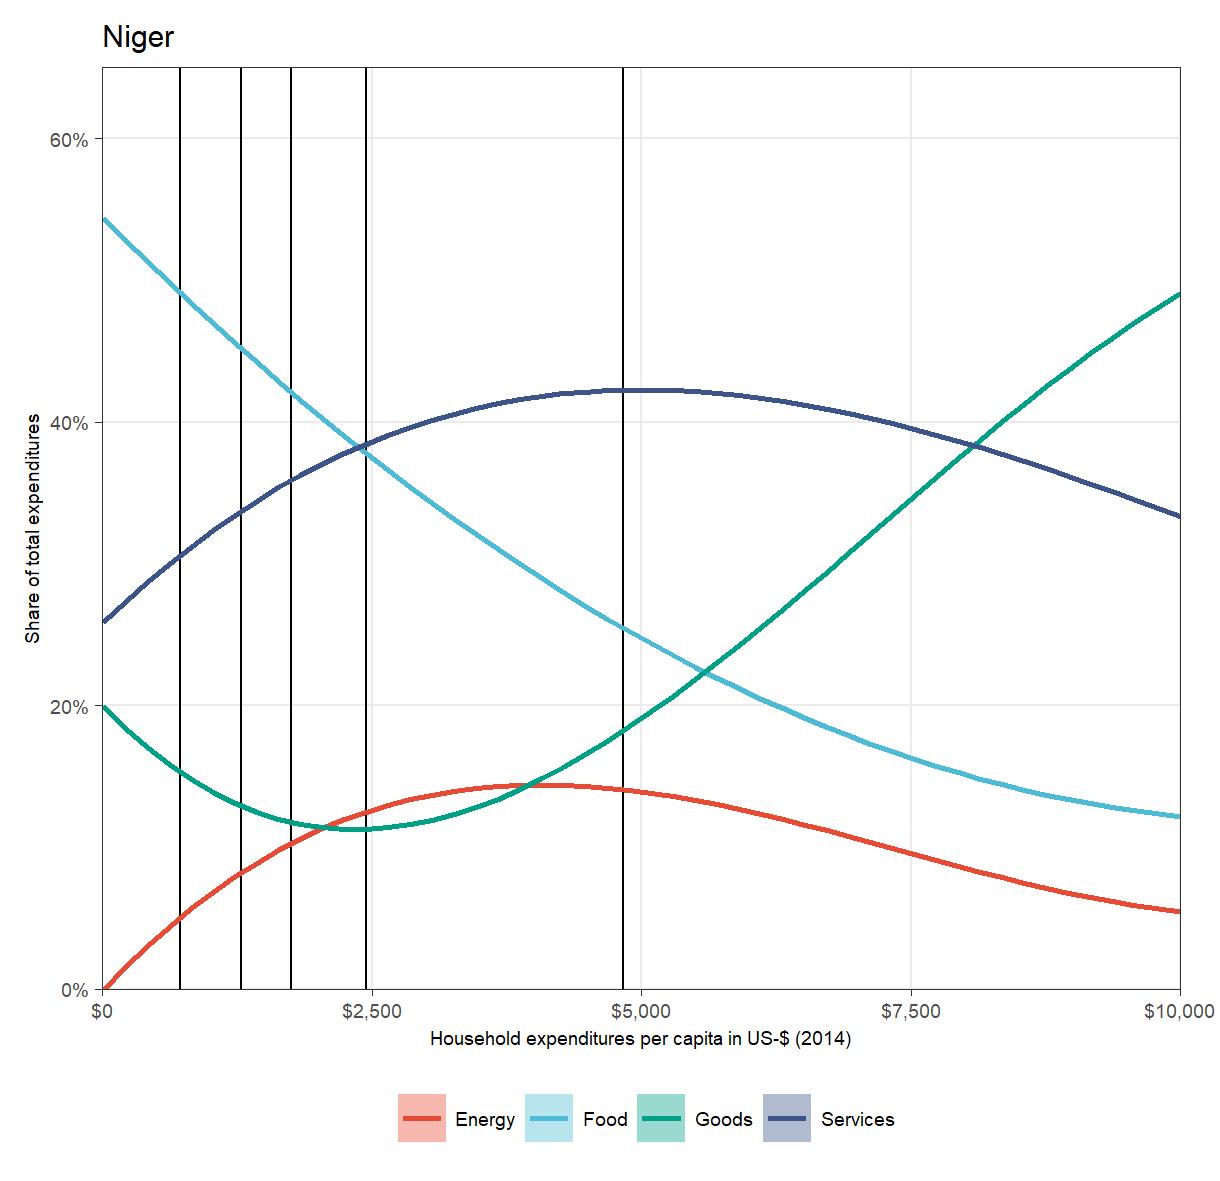 Niger
60%
40%
20%
0%
Share of total expenditures
$0 $2,500 $5,000 $7,500 $10,000
Household expenditures per capita in US-$ (2014)
Energy Food Goods Services